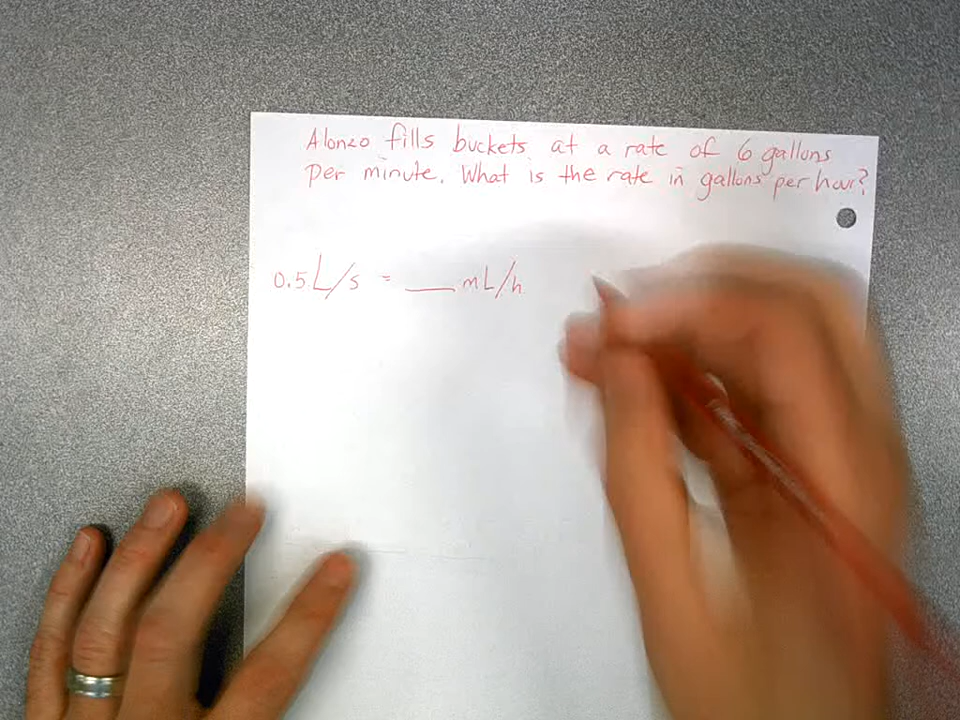 Alonzo fills buckets at a rate of 6 gallons
per minute. What is the rate in gallons per hour?
0.5 L/s = ___ mL/h